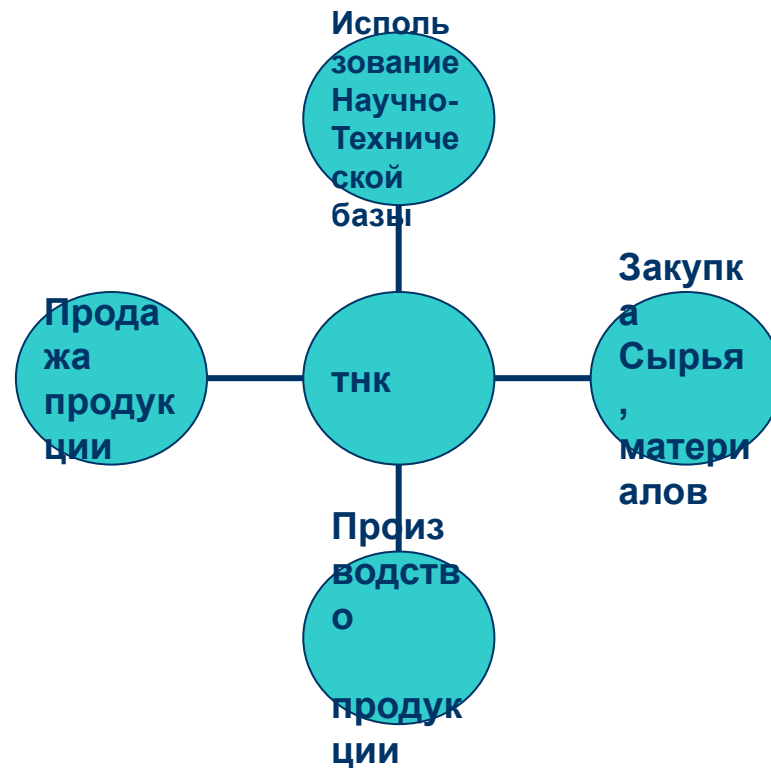 Исполь
зование
Научно-
Техниче
ской
базы
Закупк
а
Сырья
,
матери
алов
Прода
жа
продук
ции
тнк
Произ
водств
о
продук
ции